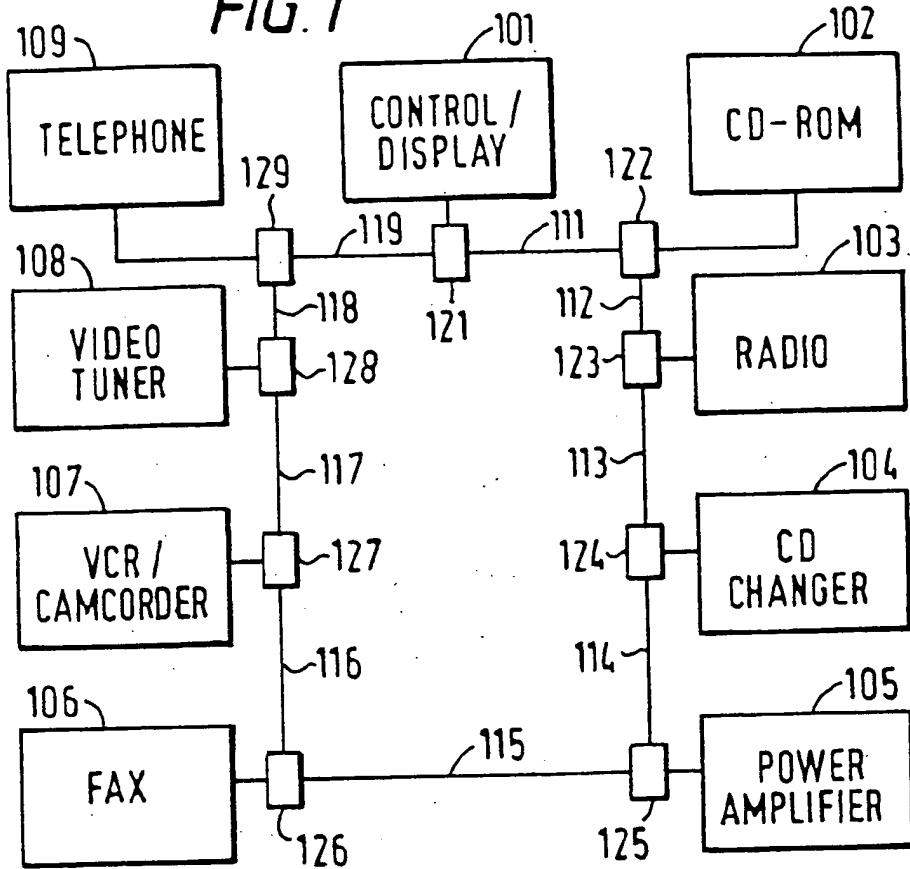 FIG. 1
109
101
102
TELEPHONE
CONTROL /
DISPLAY
CD-ROM
129
122
119
111
108
103
118
121
112
VIDEO
TUNER
128
123
RADIO
117
113
107
104
VCR /
CAMCORDER
127
124
CD
CHANGER
116
114
106
105
115
FAX
POWER
AMPLIFIER
126
125